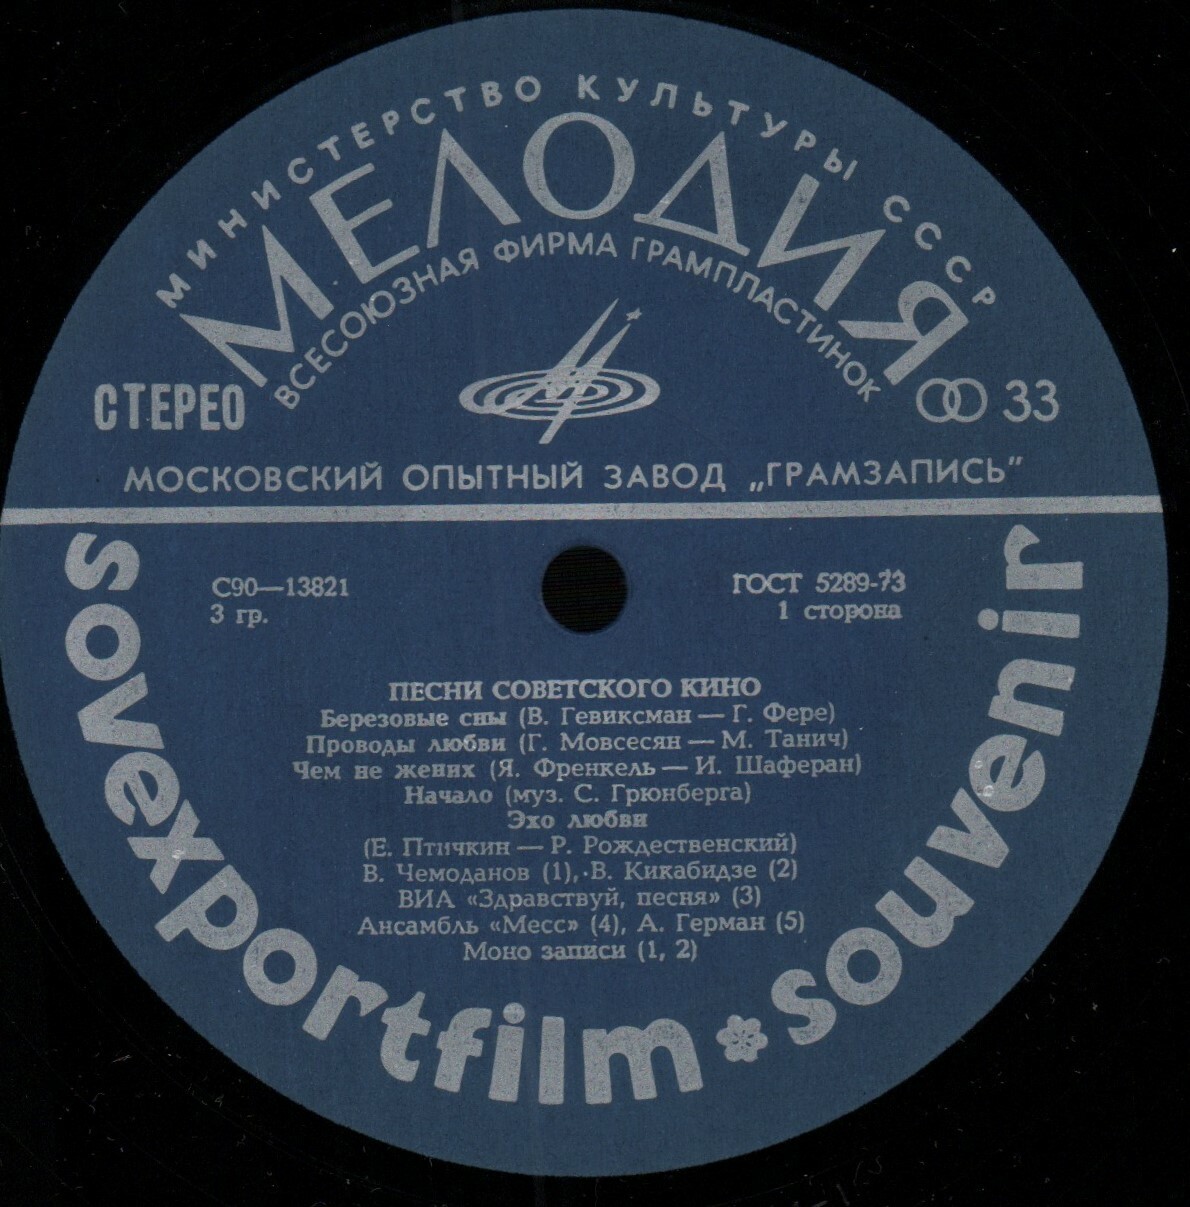 МИНИСТЕРСТВО КУЛЬТУРЫ СССР
МЕЛОДИЯ
ВСЕСОЮЗНАЯ ФИРМА ГРАМПЛАСТИНОК
СТЕРЕО
33
МОСКОВСКИЙ ОПЫТНЫЙ ЗАВОД „ГРАМЗАПИСЬ"
С90—13821
3 гр.
ГОСТ 5289-73
1 сторона
ПЕСНИ СОВЕТСКОГО КИНО
Березовые сны (В. Гевиксман — Г. Фере)
Проводы любви (Г. Мовсесян — М. Танич)
Чем не жених (Я. Френкель — И. Шаферан)
Начало (муз. С. Грюнберга)
Эхо любви
(Е. Птичкин — Р. Рождественский)
В. Чемоданов (1), В. Кикабидзе (2)
ВИА «Здравствуй, песня» (3)
Ансамбль «Месс» (4), А. Герман (5)
Моно записи (1, 2)
sovexportfilm * souvenir